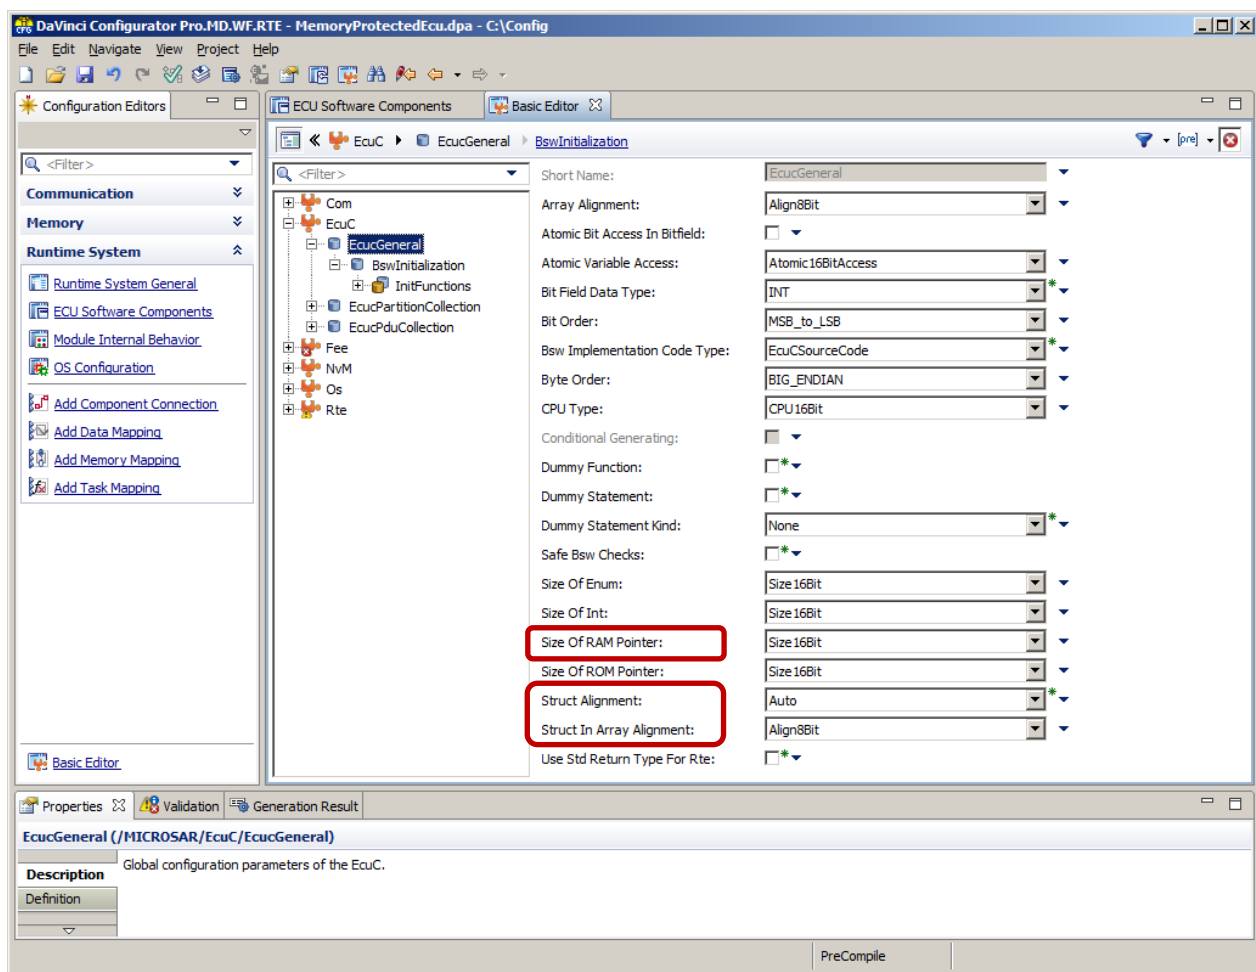 DaVinci Configurator Pro.MD.WF.RTE - MemoryProtectedEcu.dpa - C:\Config
File Edit Navigate View Project Help
Configuration Editors
ECU Software Components
Basic Editor
EcuC
EcucGeneral
BswInitialization
[pre]
<Filter>
Communication
Memory
Runtime System
Runtime System General
ECU Software Components
Module Internal Behavior
OS Configuration
Add Component Connection
Add Data Mapping
Add Memory Mapping
Add Task Mapping
Basic Editor
<Filter>
Com
EcuC
EcucGeneral
BswInitialization
InitFunctions
EcucPartitionCollection
EcucPduCollection
Fee
NvM
Os
Rte
Short Name: EcucGeneral
Array Alignment: Align8Bit
Atomic Bit Access In Bitfield:
Atomic Variable Access: Atomic16BitAccess
Bit Field Data Type: INT
Bit Order: MSB_to_LSB
Bsw Implementation Code Type: EcuCSourceCode
Byte Order: BIG_ENDIAN
CPU Type: CPU16Bit
Conditional Generating:
Dummy Function:
Dummy Statement:
Dummy Statement Kind: None
Safe Bsw Checks:
Size Of Enum: Size16Bit
Size Of Int: Size16Bit
Size Of RAM Pointer: Size16Bit
Size Of ROM Pointer: Size16Bit
Struct Alignment: Auto
Struct In Array Alignment: Align8Bit
Use Std Return Type For Rte:
Properties
Validation
Generation Result
EcucGeneral (/MICROSAR/EcuC/EcucGeneral)
Description
Definition
Global configuration parameters of the EcuC.
PreCompile